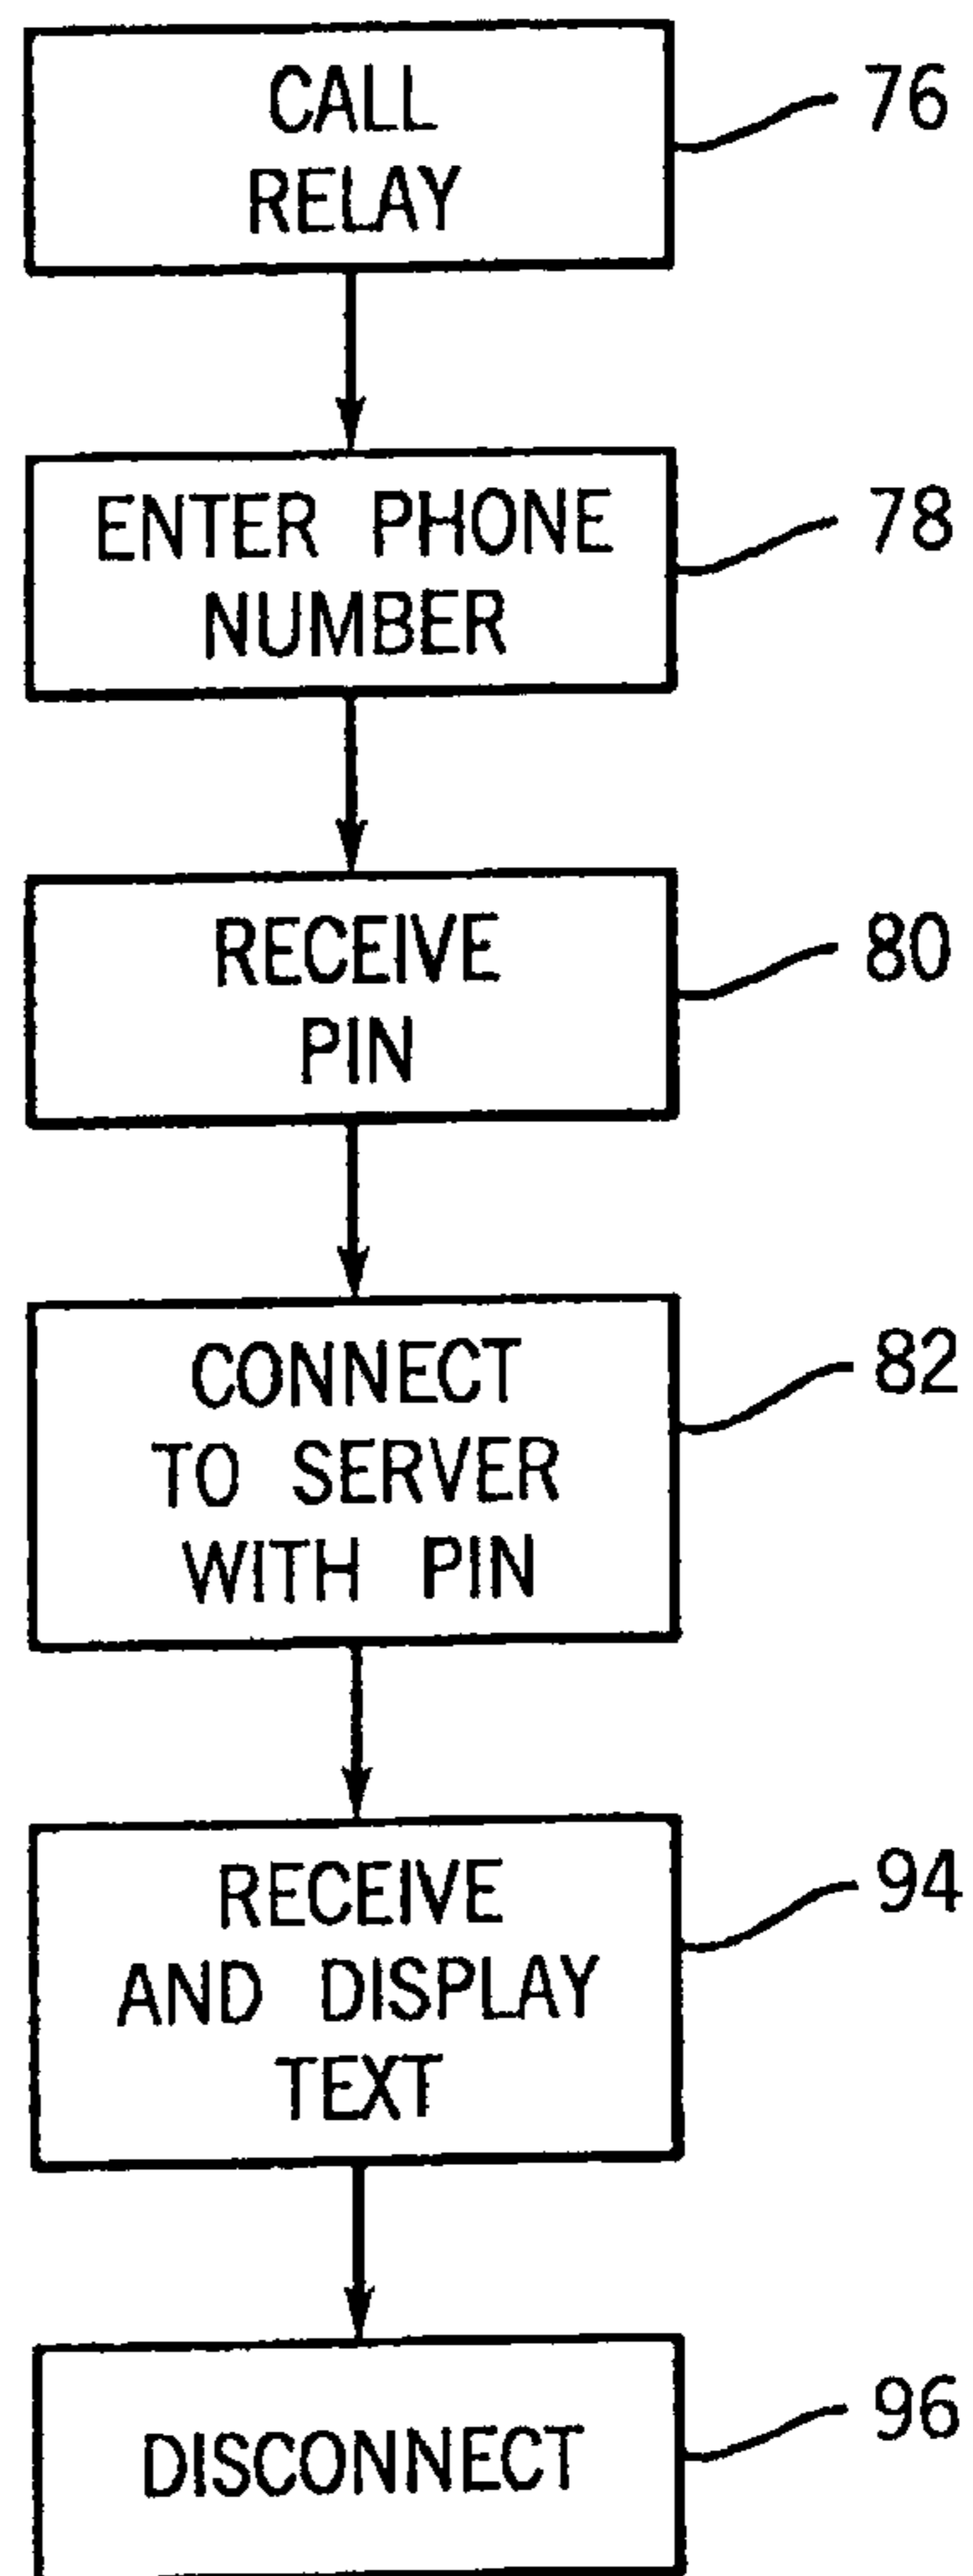 CALL
RELAY
76
ENTER PHONE
NUMBER
78
RECEIVE
PIN
80
CONNECT
TO SERVER
WITH PIN
82
RECEIVE
AND DISPLAY
TEXT
94
DISCONNECT
96